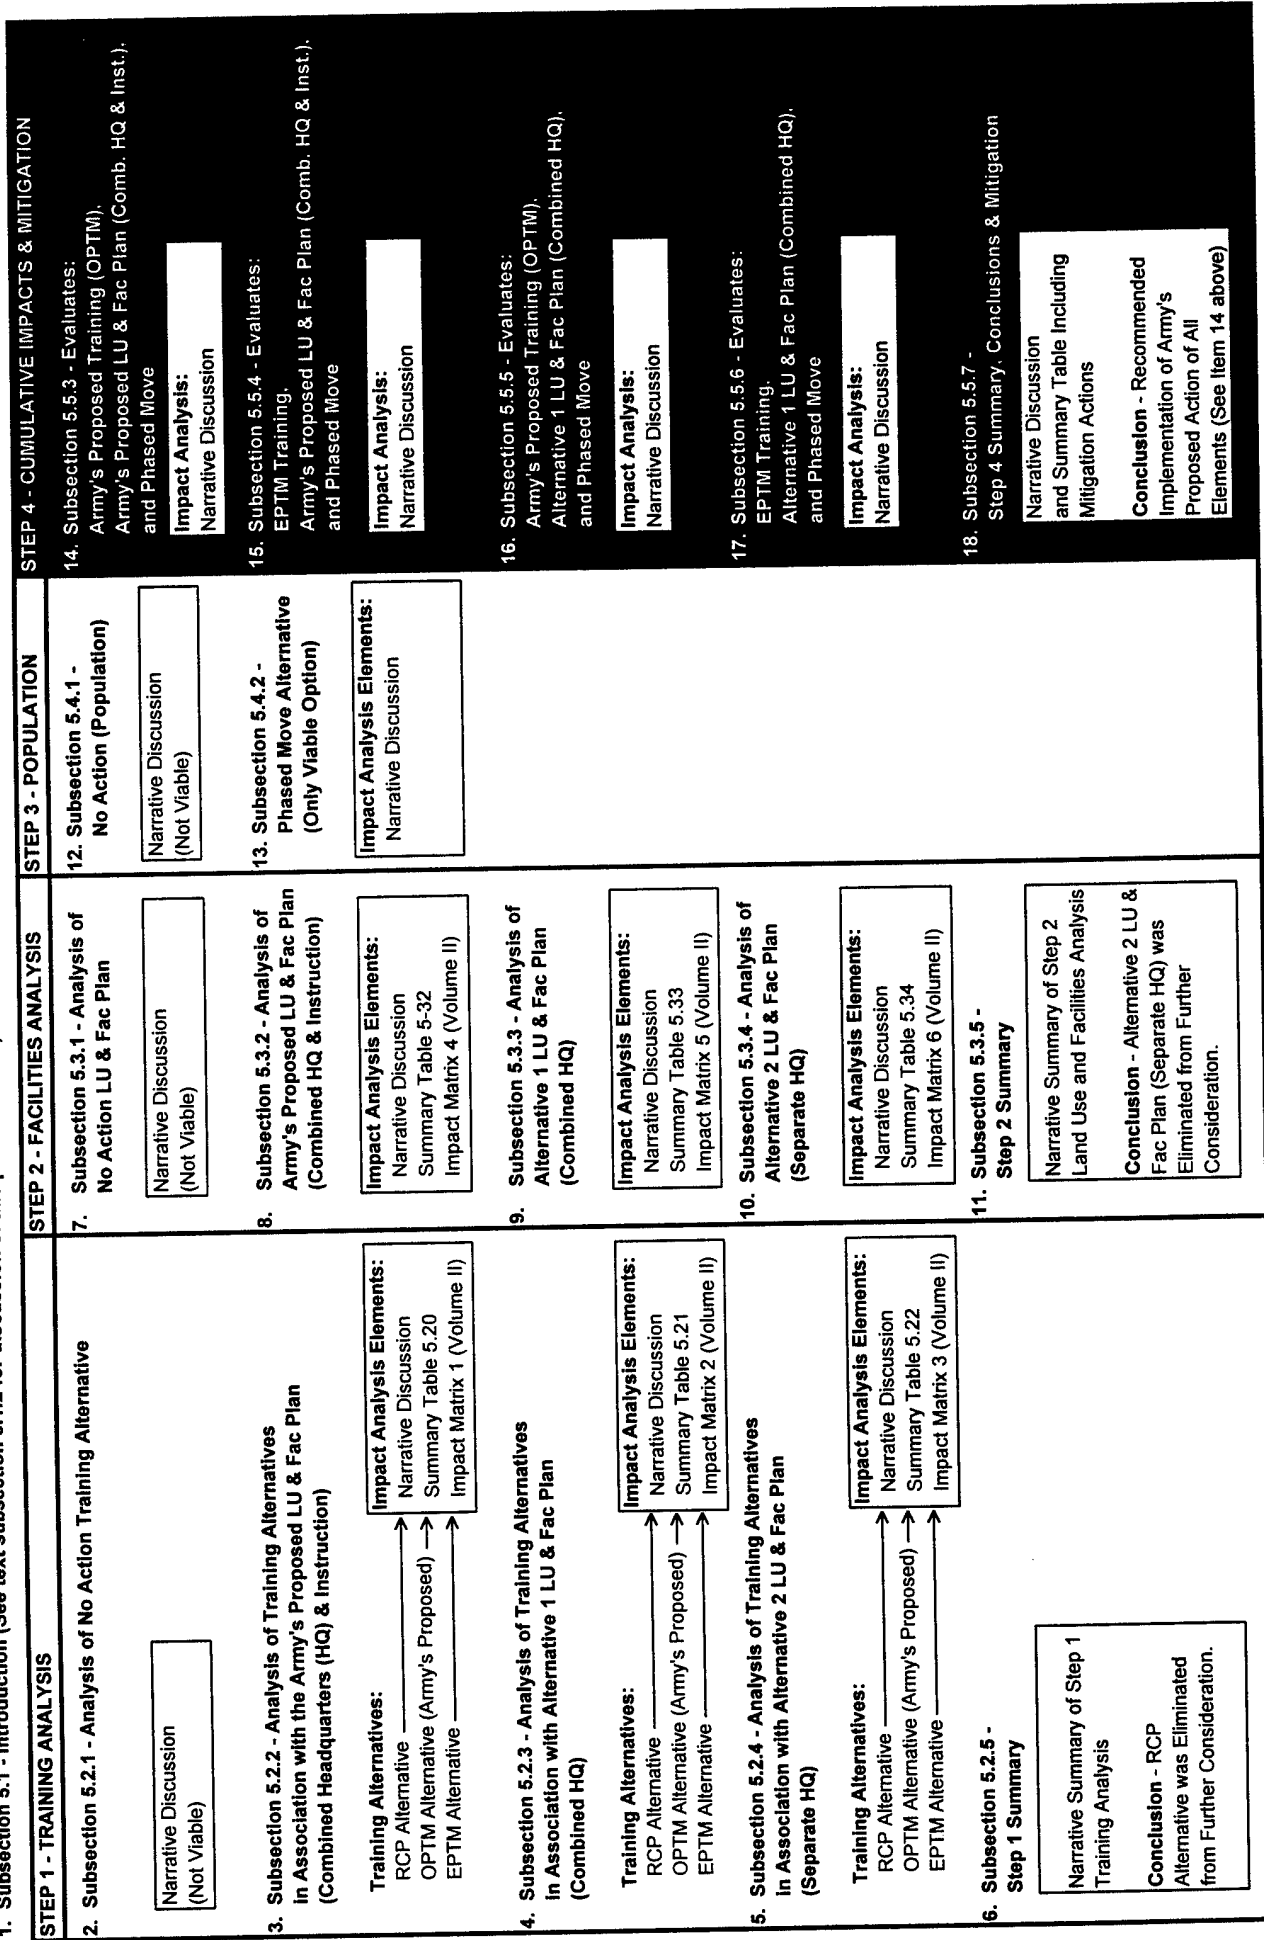 1. Subsection 5.1 - Introduction (See text subsection
STEP 1 - TRAINING ANALYSIS
2. Subsection 5.2.1 - Analysis of No Action Training Alternative
Narrative Discussion
(Not Viable)
3. Subsection 5.2.2 - Analysis of Training Alternatives
in Association with the Army's Proposed LU & Fac Plan
(Combined Headquarters (HQ) & Instruction)
Training Alternatives:
RCP Alternative
OPTM Alternative (Army's Proposed)
EPTM Alternative
Impact Analysis Elements:
Narrative Discussion
Summary Table 5.20
Impact Matrix 1 (Volume II)
4. Subsection 5.2.3 - Analysis of Training Alternatives
in Association with Alternative 1 LU & Fac Plan
(Combined HQ)
Training Alternatives:
RCP Alternative
OPTM Alternative (Army's Proposed)
EPTM Alternative
Impact Analysis Elements:
Narrative Discussion
Summary Table 5.21
Impact Matrix 2 (Volume II)
5. Subsection 5.2.4 - Analysis of Training Alternatives
in Association with Alternative 2 LU & Fac Plan
(Separate HQ)
Training Alternatives:
RCP Alternative
OPTM Alternative (Army's Proposed)
EPTM Alternative
Impact Analysis Elements:
Narrative Discussion
Summary Table 5.22
Impact Matrix 3 (Volume II)
6. Subsection 5.2.5 -
Step 1 Summary
Narrative Summary of Step 1
Training Analysis
Conclusion - RCP
Alternative was Eliminated
from Further Consideration.
STEP 2 - FACILITIES ANALYSIS
7. Subsection 5.3.1 - Analysis of
No Action LU & Fac Plan
Narrative Discussion
(Not Viable)
8. Subsection 5.3.2 - Analysis of
Army's Proposed LU & Fac Plan
(Combined HQ & Instruction)
Impact Analysis Elements:
Narrative Discussion
Summary Table 5-32
Impact Matrix 4 (Volume II)
9. Subsection 5.3.3 - Analysis of
Alternative 1 LU & Fac Plan
(Combined HQ)
Impact Analysis Elements:
Narrative Discussion
Summary Table 5.33
Impact Matrix 5 (Volume II)
10. Subsection 5.3.4 - Analysis of
Alternative 2 LU & Fac Plan
(Separate HQ)
Impact Analysis Elements:
Narrative Discussion
Summary Table 5.34
Impact Matrix 6 (Volume II)
11. Subsection 5.3.5 -
Step 2 Summary
Narrative Summary of Step 2
Land Use and Facilities Analysis
Conclusion - Alternative 2 LU &
Fac Plan (Separate HQ) was
Eliminated from Further
Consideration.
STEP 3 - POPULATION
12. Subsection 5.4.1 -
No Action (Population)
Narrative Discussion
(Not Viable)
13. Subsection 5.4.2 -
Phased Move Alternative
(Only Viable Option)
Impact Analysis Elements:
Narrative Discussion
STEP 4 - CUMULATIVE IMPACTS & MITIGATION
14. Subsection 5.5.3 - Evaluates:
Army's Proposed Training (OPTM),
Army's Proposed LU & Fac Plan (Comb. HQ & Inst.),
and Phased Move
Impact Analysis:
Narrative Discussion
15. Subsection 5.5.4 - Evaluates:
EPTM Training,
Army's Proposed LU & Fac Plan (Comb. HQ & Inst.),
and Phased Move
Impact Analysis:
Narrative Discussion
16. Subsection 5.5.5 - Evaluates:
Army's Proposed Training (OPTM),
Alternative 1 LU & Fac Plan (Combined HQ),
and Phased Move
Impact Analysis:
Narrative Discussion
17. Subsection 5.5.6 - Evaluates:
EPTM Training,
Alternative 1 LU & Fac Plan (Combined HQ),
and Phased Move
Impact Analysis:
Narrative Discussion
18. Subsection 5.5.7 -
Step 4 Summary, Conclusions & Mitigation
Narrative Discussion
and Summary Table Including
Mitigation Actions
Conclusion - Recommended
Implementation of Army's
Proposed Action of All
Elements (See Item 14 above)